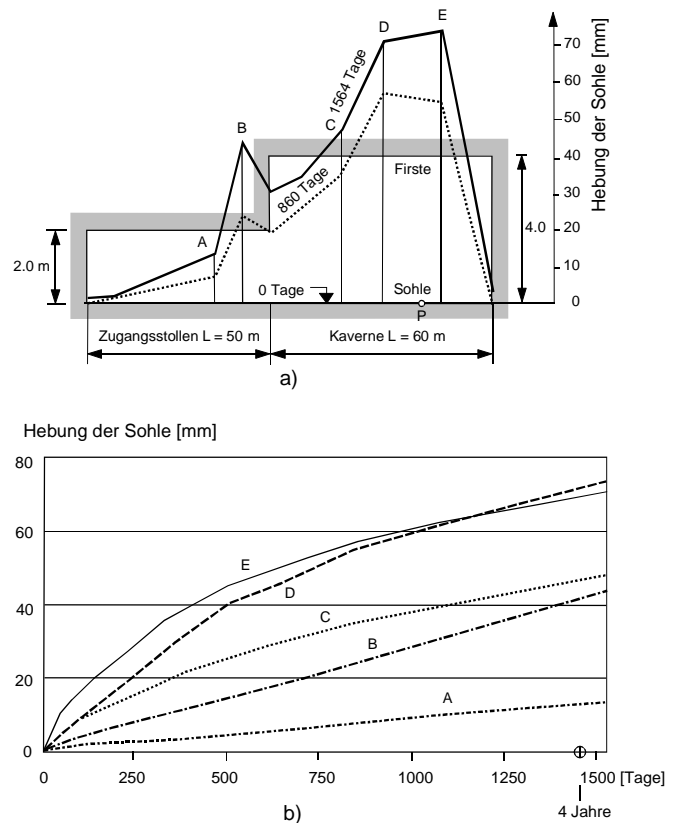 D
E
70
60
50
40
30
20
10
0
Hebung der Sohle [mm]
1564 Tage
B
C
860 Tage
Firste
A
4.0
2.0 m
0 Tage
Sohle
P
Zugangsstollen L = 50 m
Kaverne L = 60 m
a)
Hebung der Sohle [mm]
80
60
40
20
0
E
D
C
B
A
0 250 500 750 1000 1250 1500 [Tage]
4 Jahre
b)